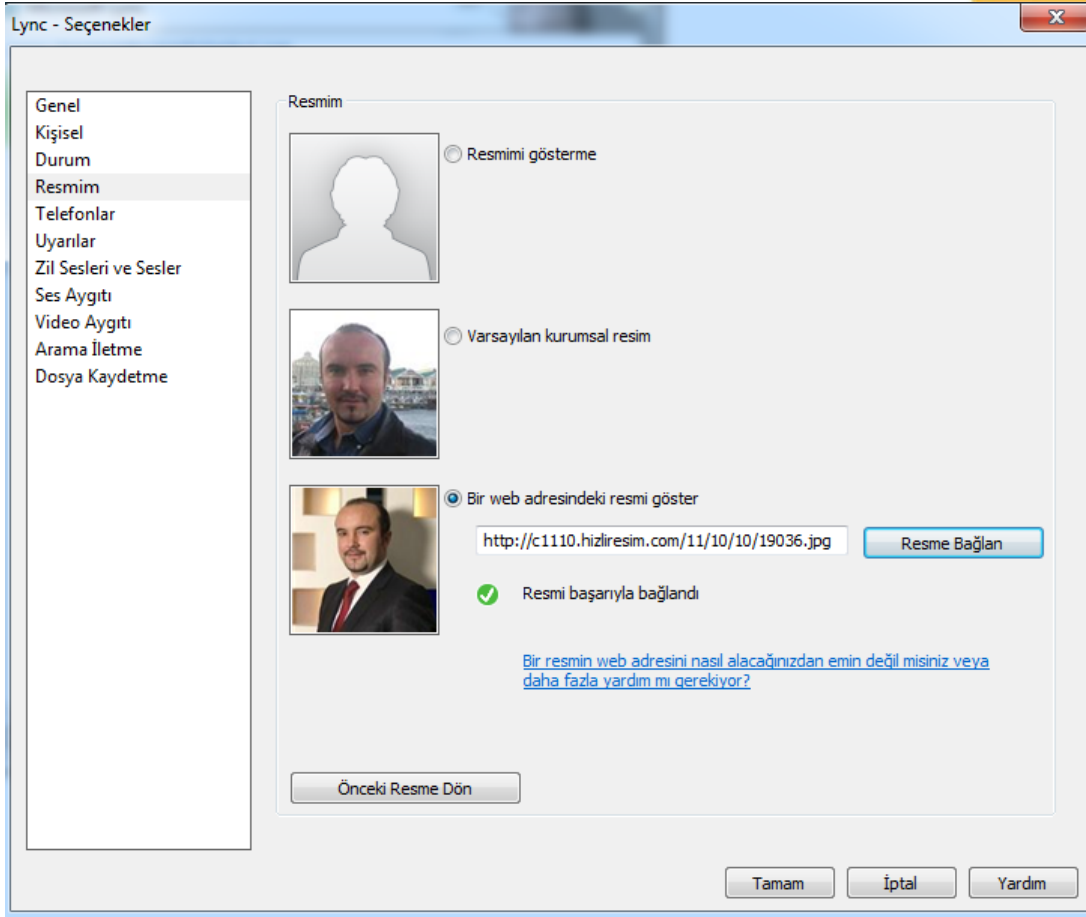 Lync - Seçenekler
Genel
Kişisel
Durum
Resmim
Telefonlar
Uyarılar
Zil Sesleri ve Sesler
Ses Aygıtı
Video Aygıtı
Arama İletme
Dosya Kaydetme
Resmim
Resmimi gösterme
Varsayılan kurumsal resim
Bir web adresindeki resmi göster
http://c1110.hizliresim.com/11/10/10/19036.jpg
Resme Bağlan
Resmi başarıyla bağlandı
Bir resmin web adresini nasıl alacağınızdan emin değil misiniz veya
daha fazla yardım mı gerekiyor?
Önceki Resme Dön
Tamam
İptal
Yardım